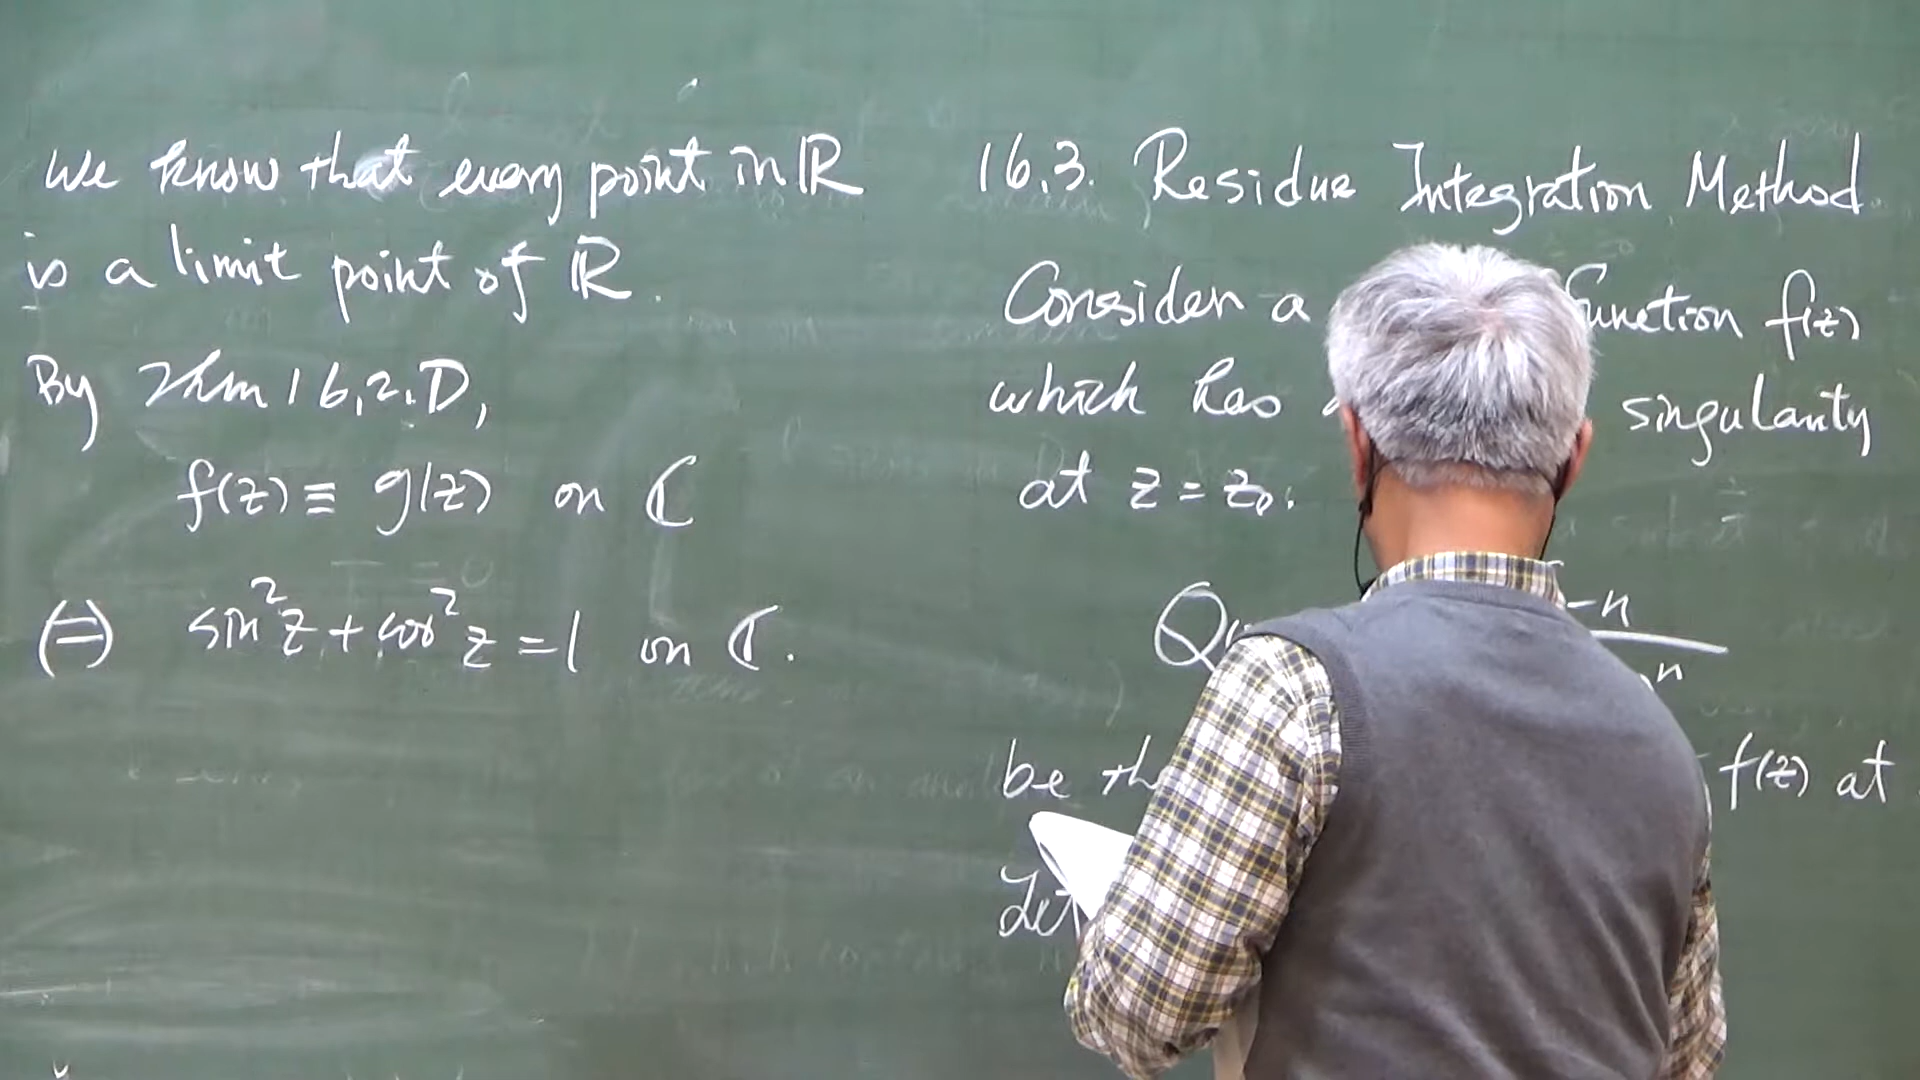 We know that every point in ℝ
is a limit point of ℝ.
By Thm 16.2.D,
f(z) ≡ g(z) on ℂ
(=) sin²z + cos²z = 1 on ℂ.
16.3. Residue Integration Method
Consider a function f(z)
which has singularity
at z = z₀.
-n
n
be f(z) at
Let